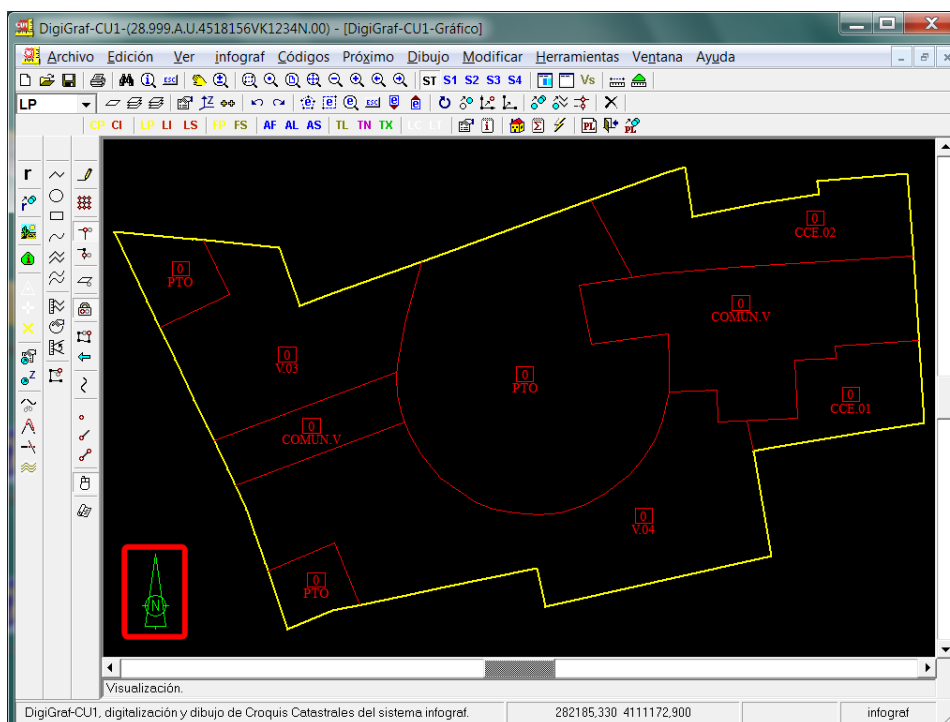 DigiGraf-CU1-(28.999.A.U.4518156VK1234N.00) - [DigiGraf-CU1-Gráfico]
Archivo Edición Ver infograf Códigos Próximo Dibujo Modificar Herramientas Ventana Ayuda
ST S1 S2 S3 S4 Vs
LP
CP CI LP LI LS FP FS AF AL AS TL TN TX LC LT PL PL
r
0
CCE.02
0
PTO
0
COMUN.V
0
V.03
0
PTO
0
CCE.01
0
COMUN.V
0
V.04
0
PTO
N
Visualización.
DigiGraf-CU1, digitalización y dibujo de Croquis Catastrales del sistema infograf. 282185,330 4111172,900 infograf